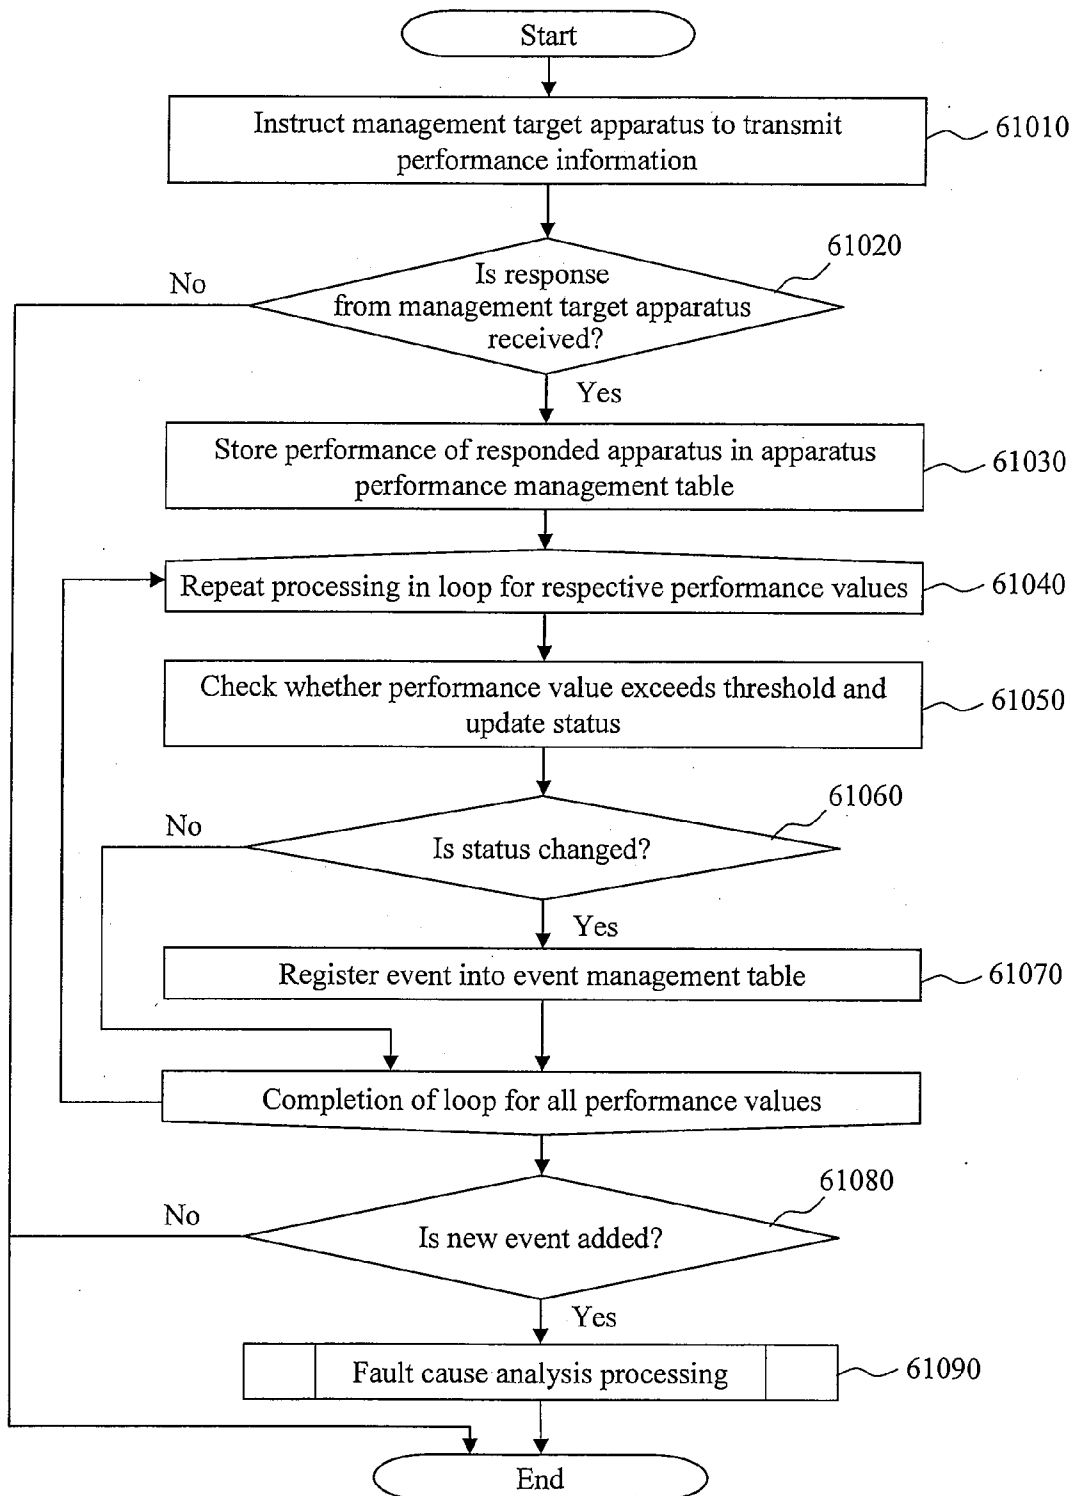 Start
Instruct management target apparatus to transmit
performance information
61010
61020
Is response
from management target apparatus
received?
No
Yes
Store performance of responded apparatus in apparatus
performance management table
61030
Repeat processing in loop for respective performance values
61040
Check whether performance value exceeds threshold and
update status
61050
61060
No
Is status changed?
Yes
Register event into event management table
61070
Completion of loop for all performance values
61080
No
Is new event added?
Yes
Fault cause analysis processing
61090
End